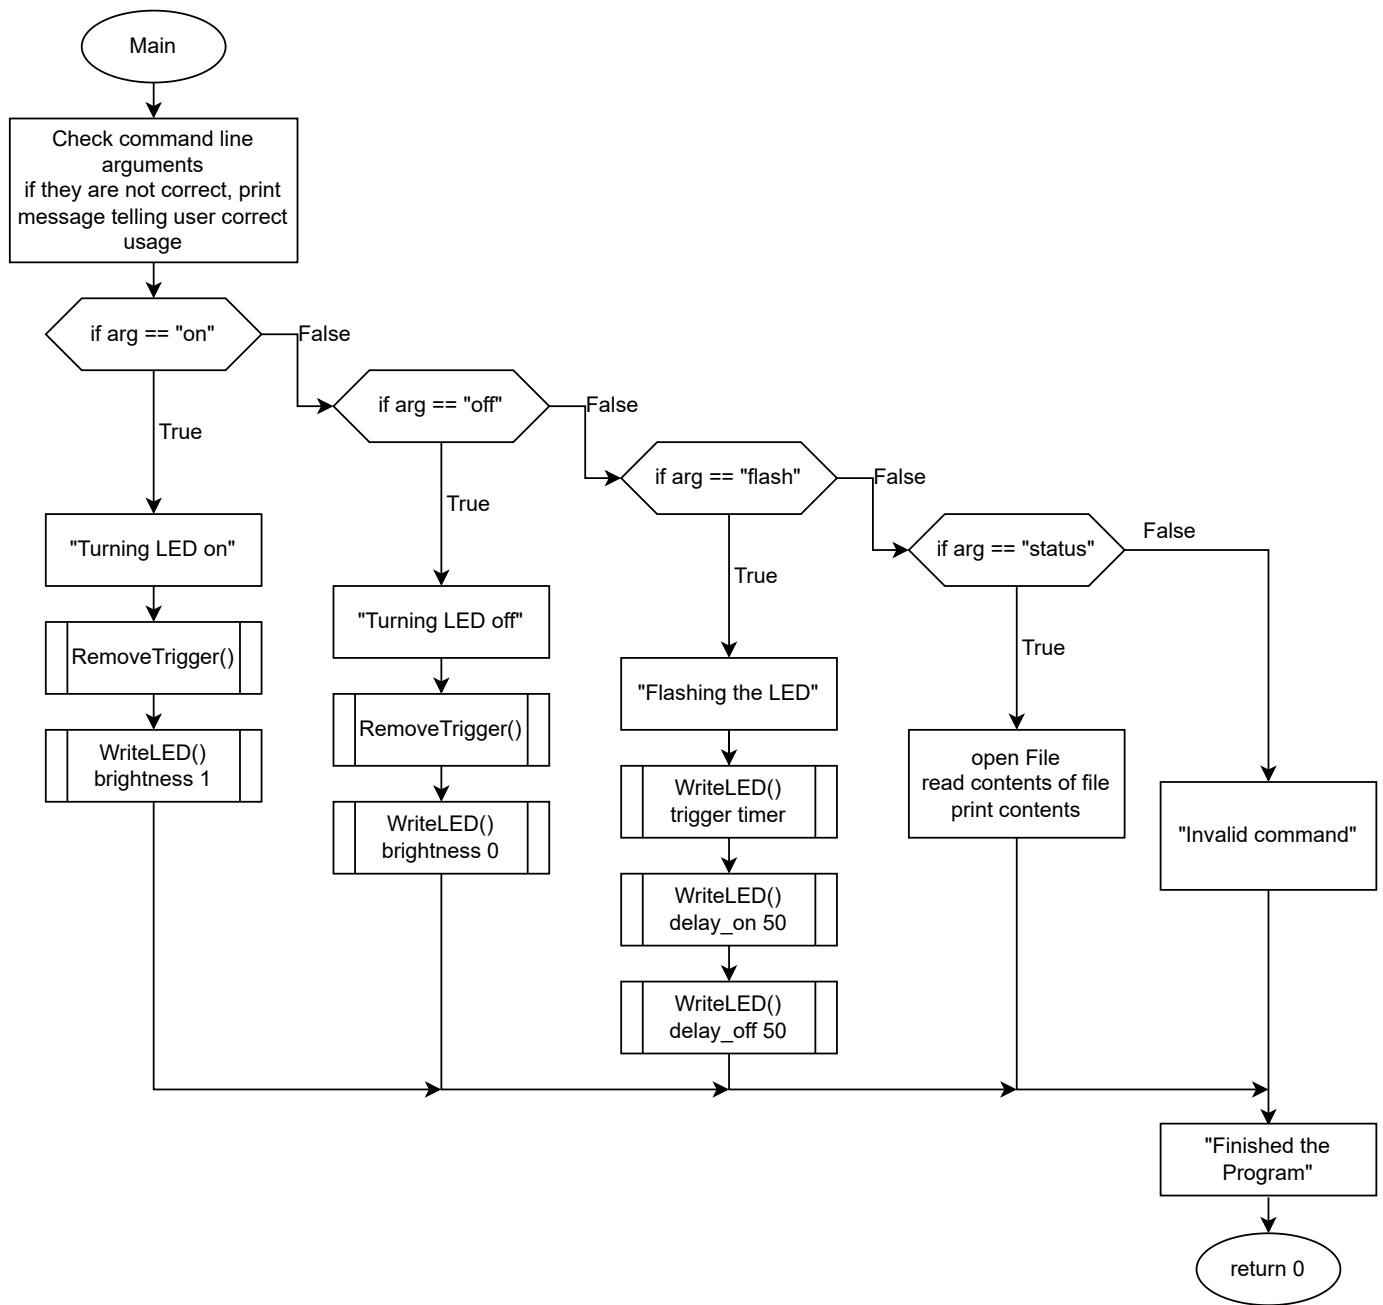 Main
Check command line
arguments
if they are not correct, print
message telling user correct
usage
if arg == "on"
False
True
"Turning LED on"
RemoveTrigger()
WriteLED()
brightness 1
if arg == "off"
False
True
"Turning LED off"
RemoveTrigger()
WriteLED()
brightness 0
if arg == "flash"
False
True
"Flashing the LED"
WriteLED()
trigger timer
WriteLED()
delay_on 50
WriteLED()
delay_off 50
if arg == "status"
False
True
open File
read contents of file
print contents
"Invalid command"
"Finished the
Program"
return 0